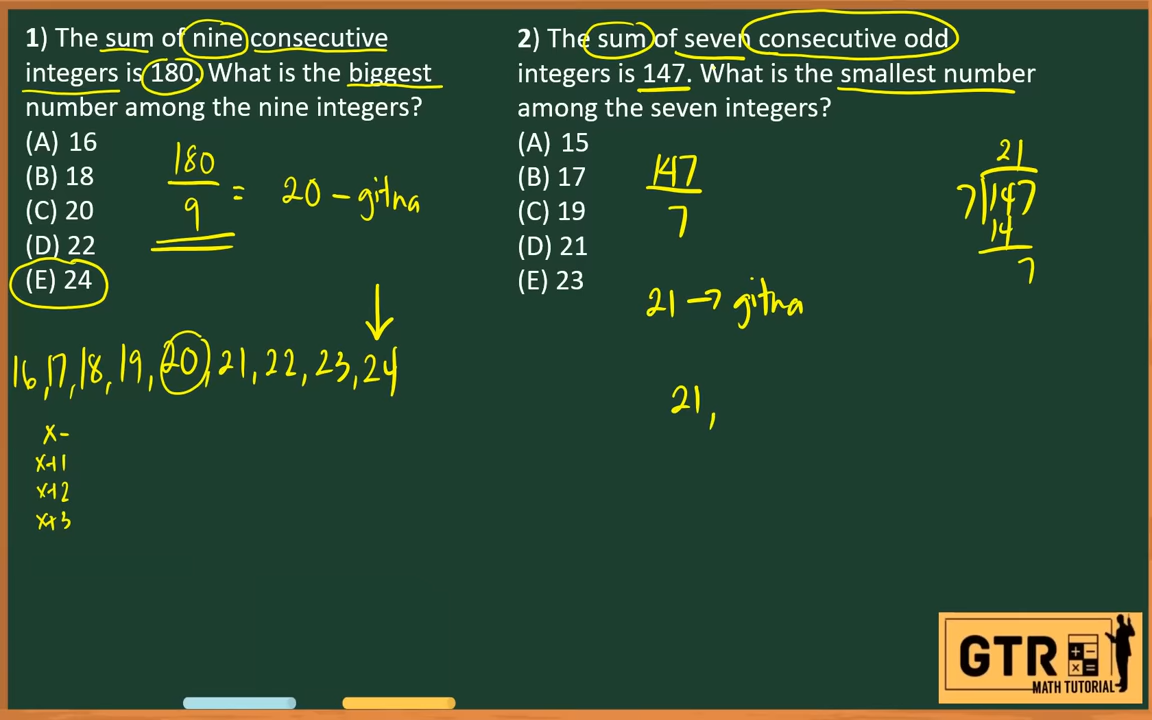 1) The sum of nine consecutive
integers is 180. What is the biggest
number among the nine integers?
(A) 16
(B) 18
(C) 20
(D) 22
(E) 24
180
9
= 20 - gitna
16, 17, 18, 19, 20, 21, 22, 23, 24
x-
x+1
x+2
x+3
2) The sum of seven consecutive odd
integers is 147. What is the smallest number
among the seven integers?
(A) 15
(B) 17
(C) 19
(D) 21
(E) 23
147
7
21
7 147
14
7
21 → gitna
21,
GTR
MATH TUTORIAL